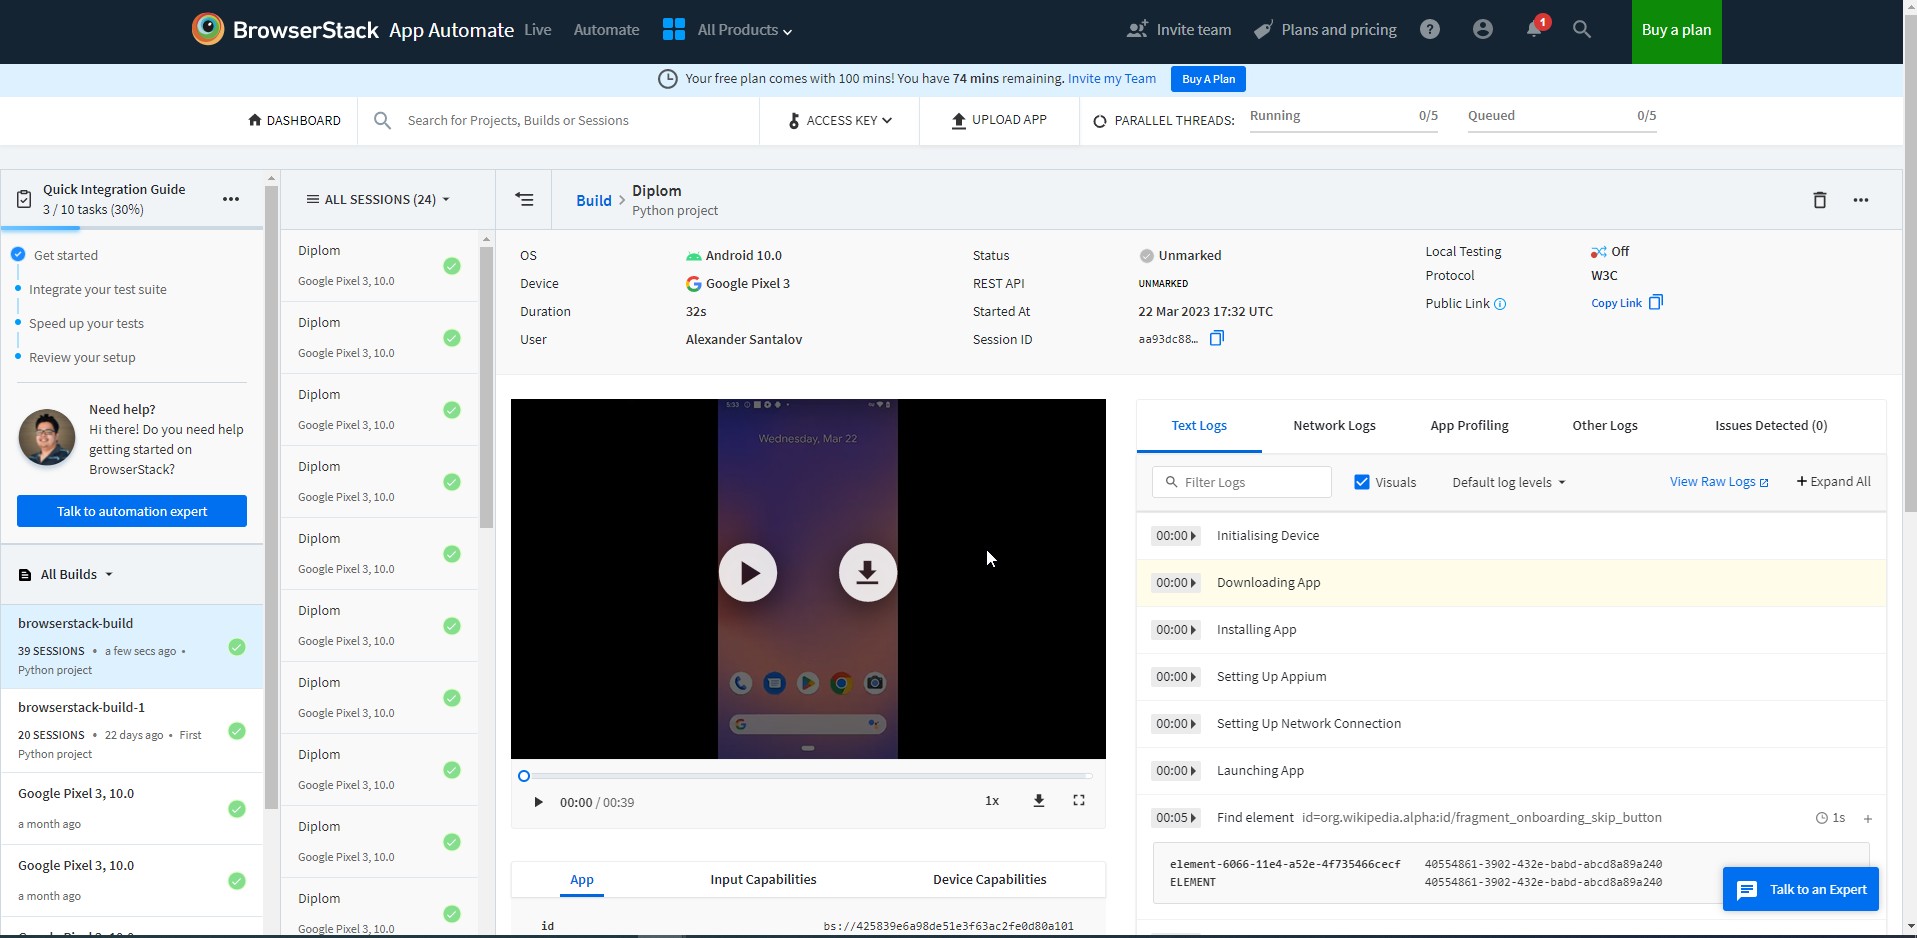 BrowserStack App Automate Live Automate All Products Invite team Plans and pricing ? 1 Buy a plan
Your free plan comes with 100 mins! You have 74 mins remaining. Invite my Team Buy A Plan
DASHBOARD Search for Projects, Builds or Sessions ACCESS KEY UPLOAD APP PARALLEL THREADS: Running 0/5 Queued 0/5
Quick Integration Guide
3 / 10 tasks (30%)
Get started
Integrate your test suite
Speed up your tests
Review your setup
Need help?
Hi there! Do you need help
getting started on
BrowserStack?
Talk to automation expert
All Builds
browserstack-build
39 SESSIONS • a few secs ago •
Python project
browserstack-build-1
20 SESSIONS • 22 days ago • First
Python project
Google Pixel 3, 10.0
a month ago
Google Pixel 3, 10.0
a month ago
ALL SESSIONS (24)
Diplom
Google Pixel 3, 10.0
Diplom
Google Pixel 3, 10.0
Diplom
Google Pixel 3, 10.0
Diplom
Google Pixel 3, 10.0
Diplom
Google Pixel 3, 10.0
Diplom
Google Pixel 3, 10.0
Diplom
Google Pixel 3, 10.0
Diplom
Google Pixel 3, 10.0
Diplom
Google Pixel 3, 10.0
Diplom
Google Pixel 3, 10.0
Build > Diplom
Python project
OS Android 10.0
Device Google Pixel 3
Duration 32s
User Alexander Santalov
Status Unmarked
REST API UNMARKED
Started At 22 Mar 2023 17:32 UTC
Session ID aa93dc88...
Local Testing Off
Protocol W3C
Public Link Copy Link
5:33
Wednesday, Mar 22
00:00 / 00:39 1x
App Input Capabilities Device Capabilities
id bs://425839e6a98de51e3f63ac2fe0d80a101
Text Logs Network Logs App Profiling Other Logs Issues Detected (0)
Filter Logs Visuals Default log levels View Raw Logs + Expand All
00:00 Initialising Device
00:00 Downloading App
00:00 Installing App
00:00 Setting Up Appium
00:00 Setting Up Network Connection
00:00 Launching App
00:05 Find element id=org.wikipedia.alpha:id/fragment_onboarding_skip_button 1s +
element-6066-11e4-a52e-4f735466cecf 40554861-3902-432e-babd-abcd8a89a240
ELEMENT 40554861-3902-432e-babd-abcd8a89a240
Talk to an Expert